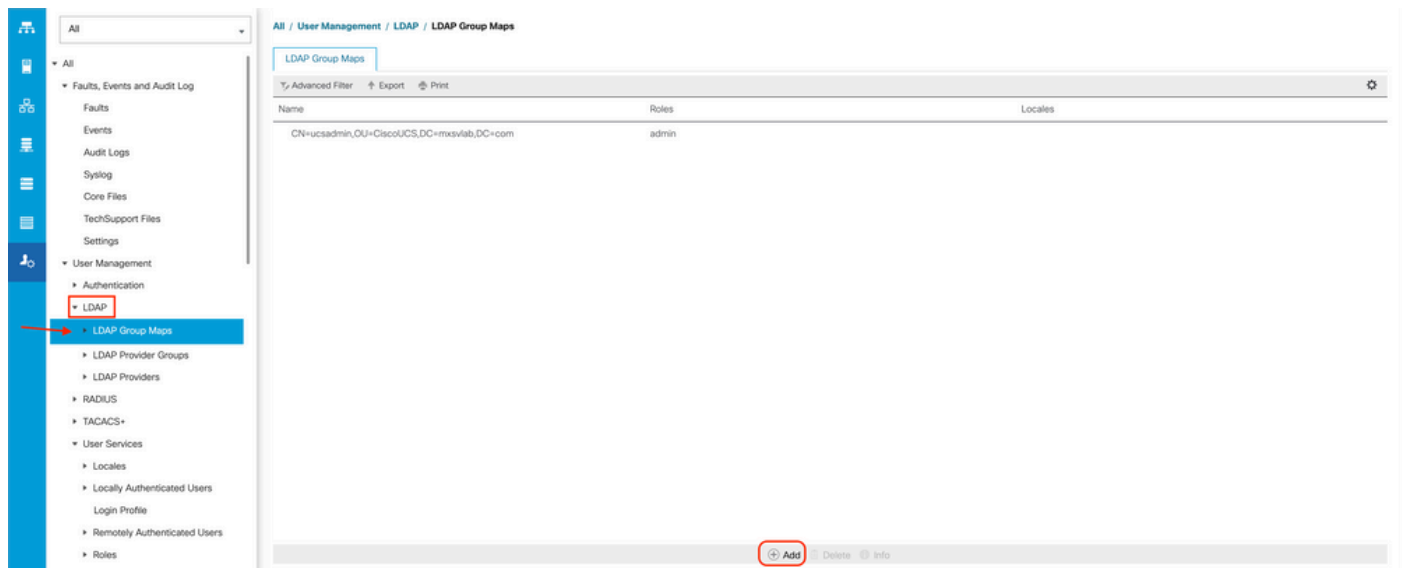 All
All
Faults, Events and Audit Log
Faults
Events
Audit Logs
Syslog
Core Files
TechSupport Files
Settings
User Management
Authentication
LDAP
LDAP Group Maps
LDAP Provider Groups
LDAP Providers
RADIUS
TACACS+
User Services
Locales
Locally Authenticated Users
Login Profile
Remotely Authenticated Users
Roles
All / User Management / LDAP / LDAP Group Maps
LDAP Group Maps
Advanced Filter Export Print
Name Roles Locales
CN=ucsadmin,OU=CiscoUCS,DC=mxsvlab,DC=com admin
Add Delete Info